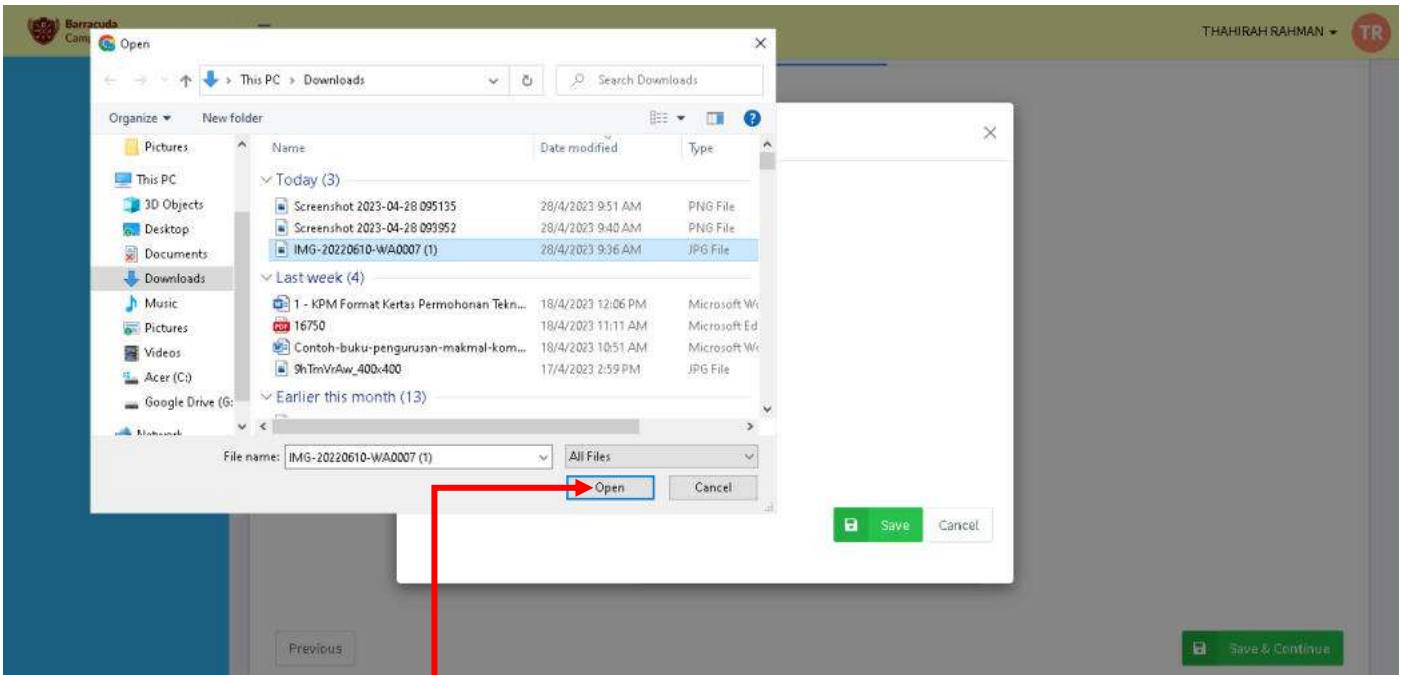 Barracuda
THAHIRAH RAHMAN
TR
Open
This PC > Downloads
Search Downloads
Organize
New folder
Pictures
This PC
3D Objects
Desktop
Documents
Downloads
Music
Pictures
Videos
Acer (C:)
Google Drive (G:
Network
Name Date modified Type
Today (3)
Screenshot 2023-04-28 095135 28/4/2023 9:51 AM PNG File
Screenshot 2023-04-28 093952 28/4/2023 9:40 AM PNG File
IMG-20220610-WA0007 (1) 28/4/2023 9:36 AM JPG File
Last week (4)
1 - KPM Format Kertas Permohonan Tekn... 18/4/2023 12:06 PM Microsoft Wo
16750 18/4/2023 11:11 AM Microsoft Ed
Contoh-buku-pengurusan-makmal-kom... 18/4/2023 10:51 AM Microsoft Wo
9hTmVrAw_400x400 17/4/2023 2:59 PM JPG File
Earlier this month (13)
File name: IMG-20220610-WA0007 (1) All Files
Open Cancel
Save Cancel
Previous Save & Continue